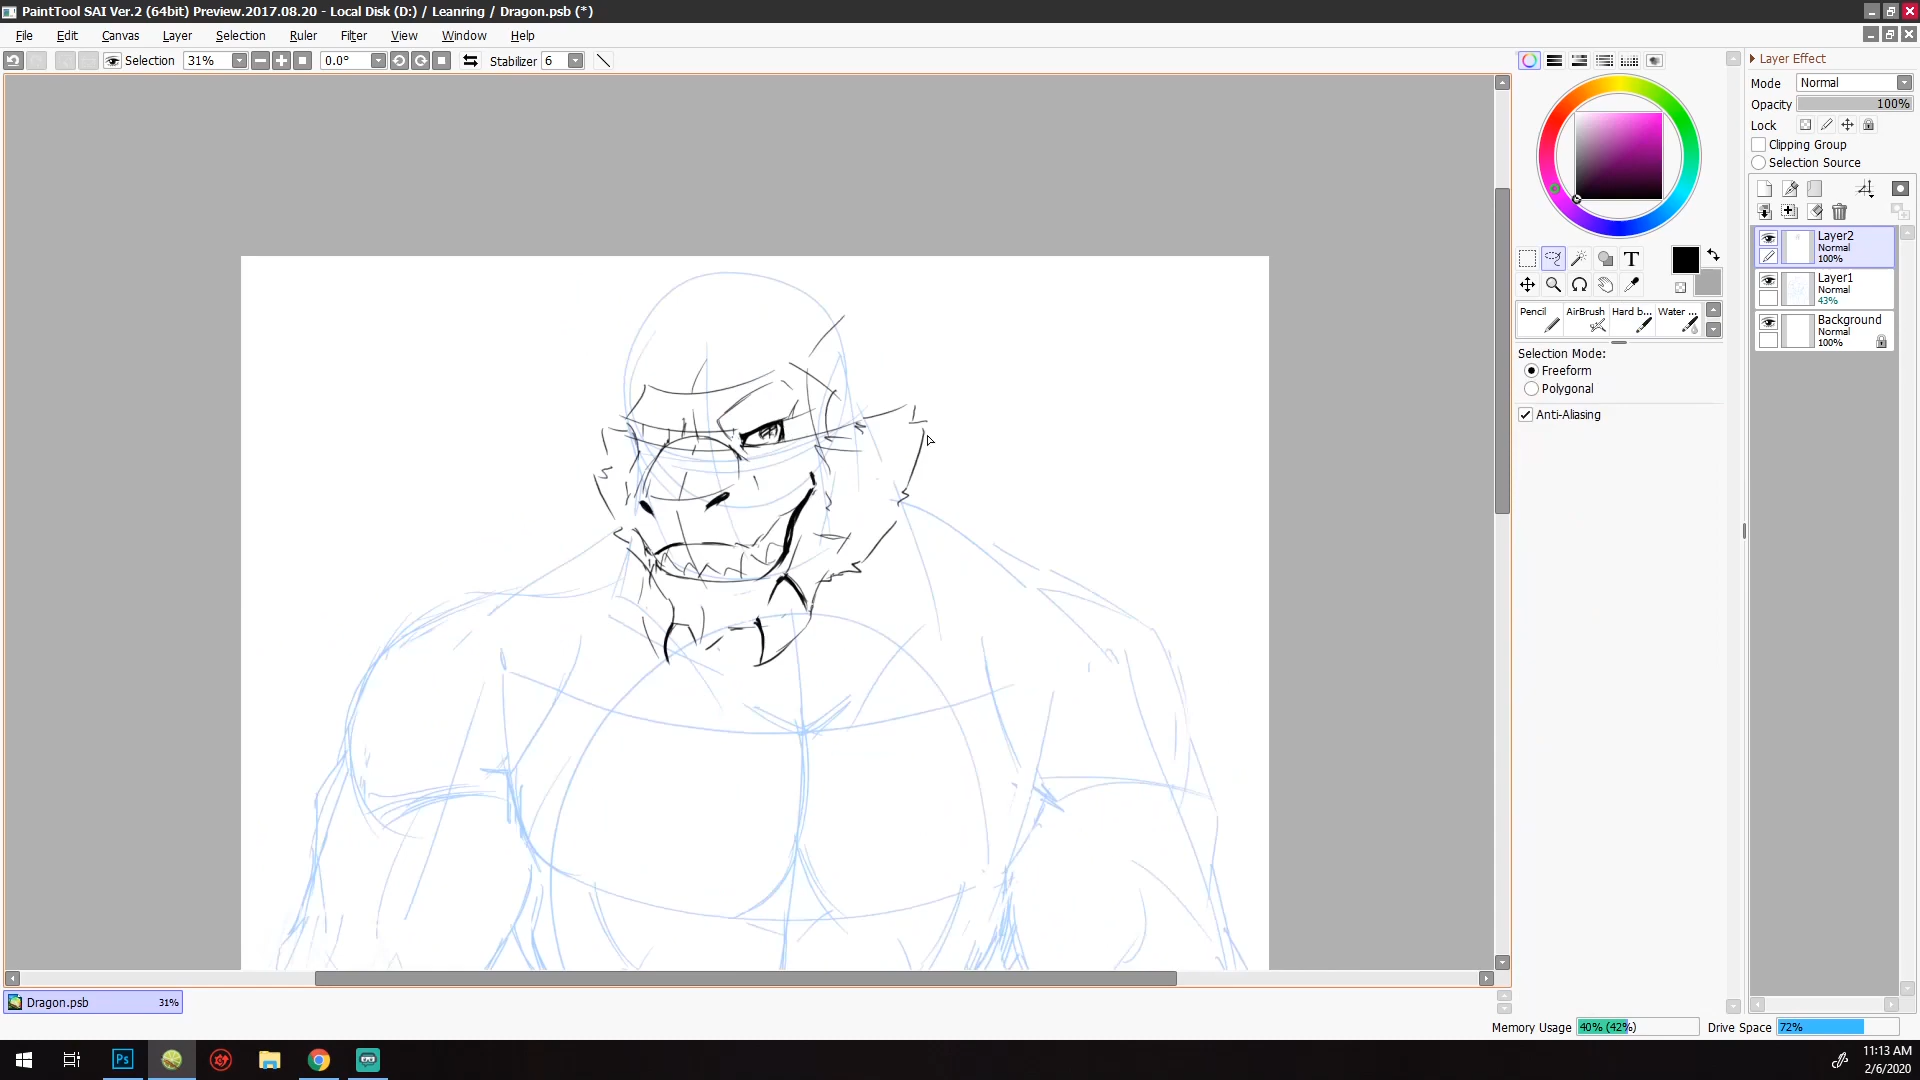 PaintTool SAI Ver.2 (64bit) Preview.2017.08.20 - Local Disk (D:) / Leanring / Dragon.psb (*)
File Edit Canvas Layer Selection Ruler Filter View Window Help
Selection 31% 0.0° Stabilizer 6
Layer Effect
Mode Normal
Opacity 100%
Lock
Clipping Group
Selection Source
Layer2
Normal
100%
Layer1
Normal
43%
Background
Normal
100%
T
Pencil AirBrush Hard b... Water ...
Selection Mode:
Freeform
Polygonal
Anti-Aliasing
Dragon.psb 31%
Memory Usage 40% (42%) Drive Space 72%
Ps
11:13 AM
2/6/2020